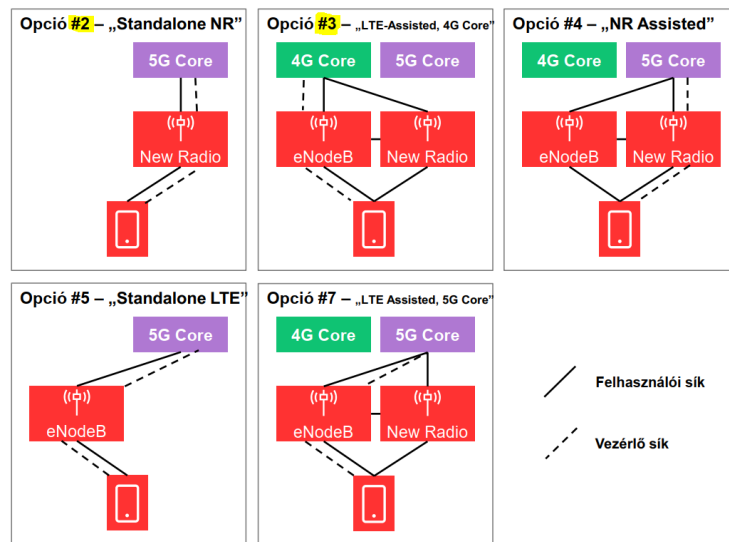 Opció #2 – „Standalone NR”
5G Core
New Radio
Opció #3 – „LTE-Assisted, 4G Core”
4G Core
5G Core
eNodeB
New Radio
Opció #4 – „NR Assisted”
4G Core
5G Core
eNodeB
New Radio
Opció #5 – „Standalone LTE”
5G Core
eNodeB
Opció #7 – „LTE Assisted, 5G Core”
4G Core
5G Core
eNodeB
New Radio
Felhasználói sík
Vezérlő sík